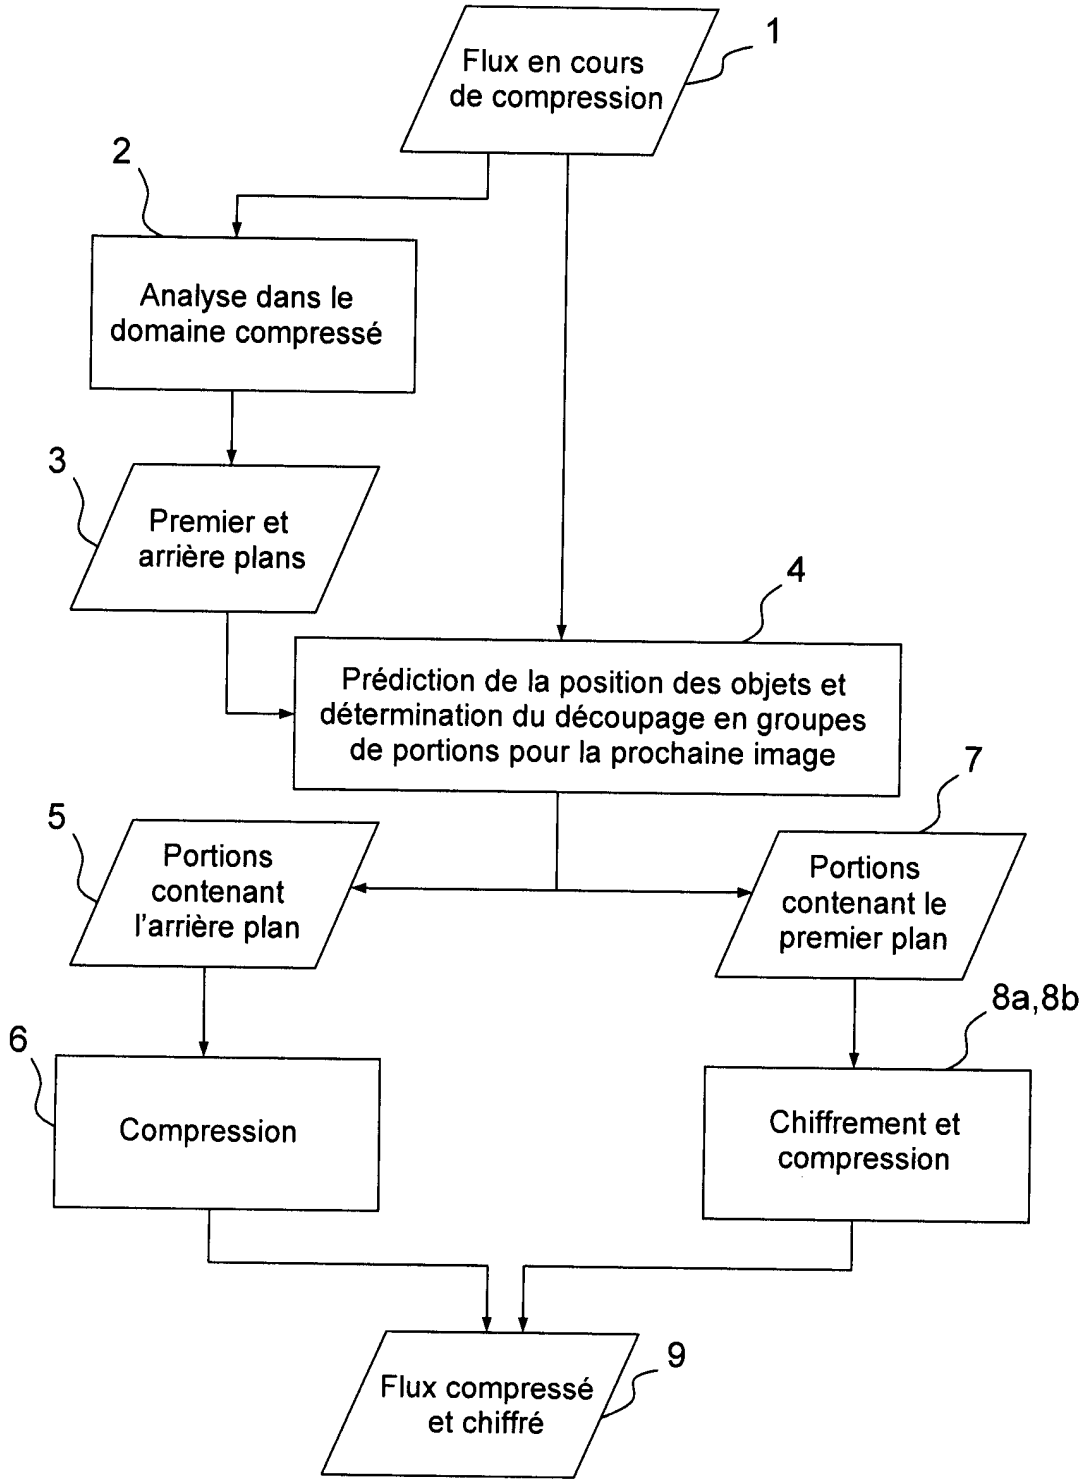 1
Flux en cours
de compression
2
Analyse dans le
domaine compressé
3
Premier et
arrière plans
4
Prédiction de la position des objets et
détermination du découpage en groupes
de portions pour la prochaine image
5
Portions
contenant
l'arrière plan
7
Portions
contenant le
premier plan
6
Compression
8a,8b
Chiffrement et
compression
9
Flux compressé
et chiffré